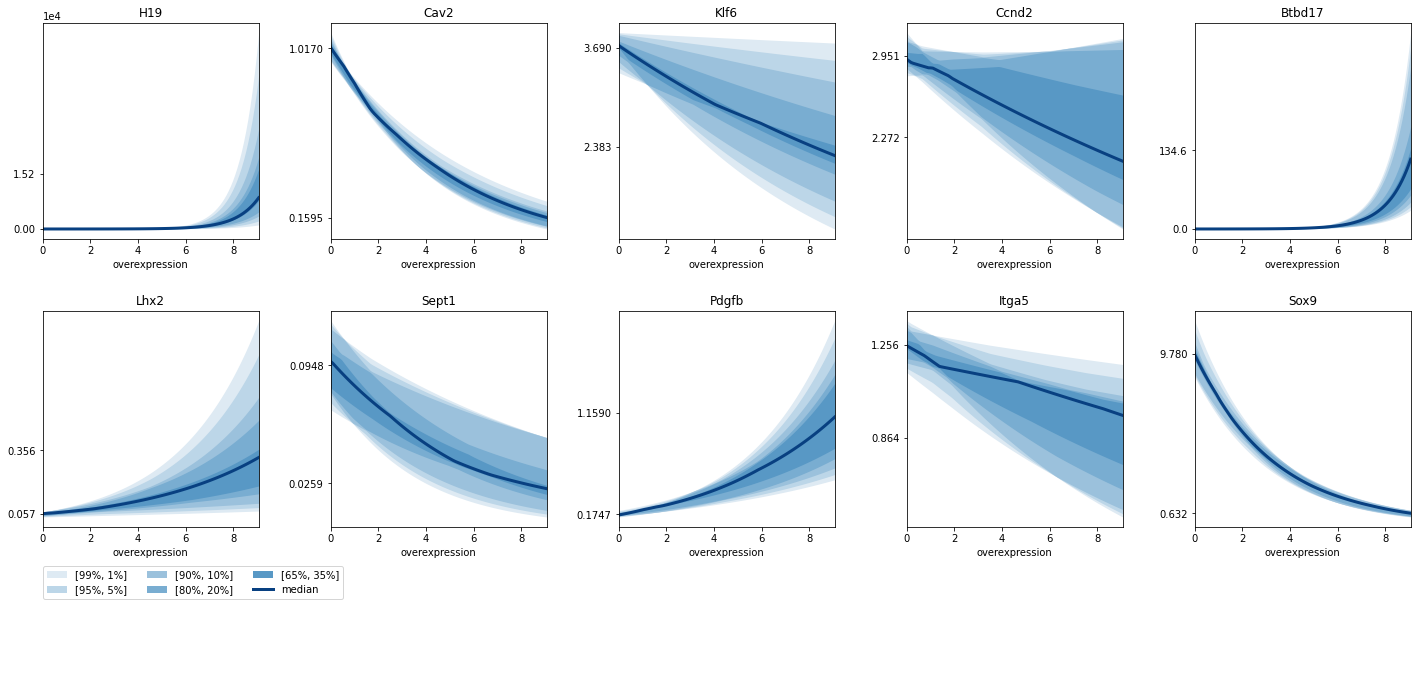 H19 Cav2 Klf6 Ccnd2 Btbd17
1e4
1.52
0.00
0 2 4 6 8
overexpression
1.0170
0.1595
0 2 4 6 8
overexpression
3.690
2.383
0 2 4 6 8
overexpression
2.951
2.272
0 2 4 6 8
overexpression
134.6
0.0
0 2 4 6 8
overexpression
Lhx2 Sept1 Pdgfb Itga5 Sox9
0.356
0.057
0 2 4 6 8
overexpression
0.0948
0.0259
0 2 4 6 8
overexpression
1.1590
0.1747
0 2 4 6 8
overexpression
1.256
0.864
0 2 4 6 8
overexpression
9.780
0.632
0 2 4 6 8
overexpression
[99%, 1%] [90%, 10%] [65%, 35%]
[95%, 5%] [80%, 20%] median